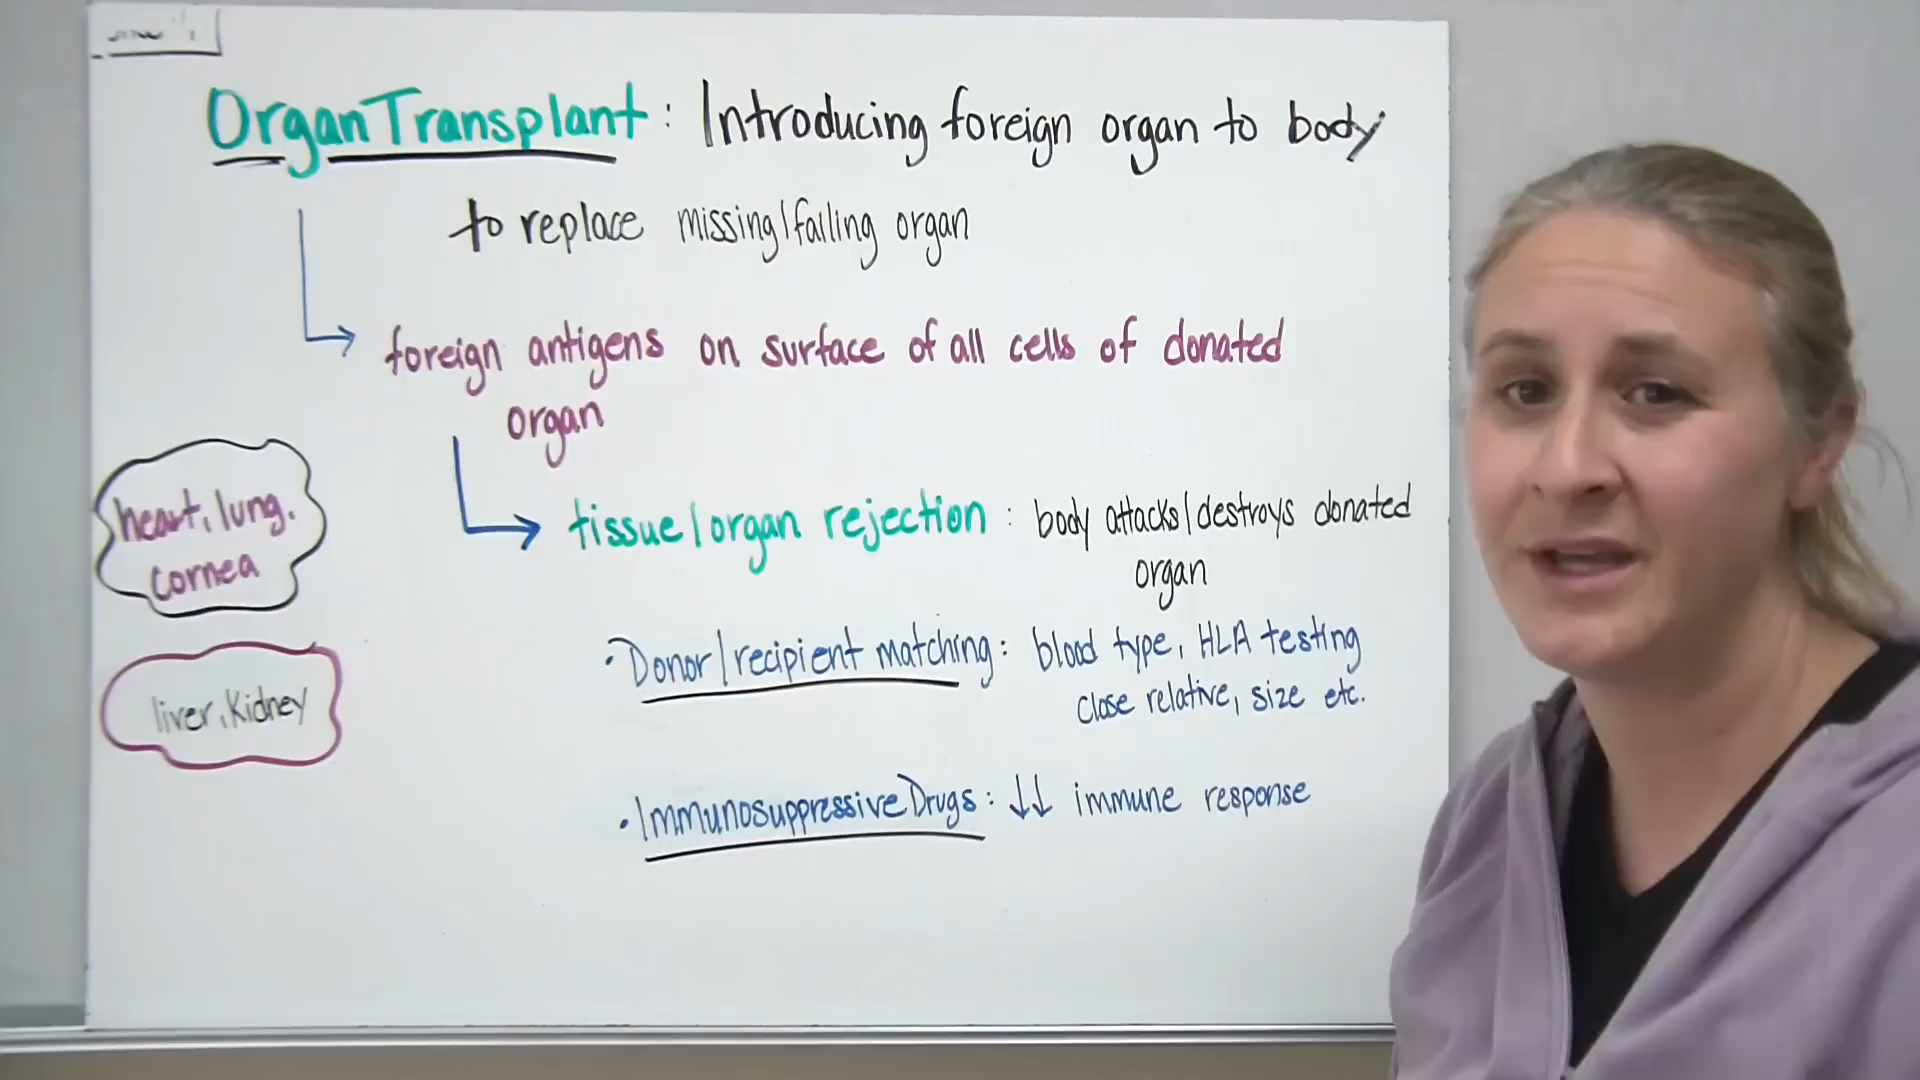 Organ Transplant: Introducing foreign organ to body
to replace missing/failing organ
foreign antigens on surface of all cells of donated
organ
heart, lung,
cornea
tissue/organ rejection: body attacks/destroys donated
organ
• Donor/recipient matching: blood type, HLA testing
close relative, size etc.
liver, Kidney
• Immunosuppressive Drugs: ↓↓ immune response